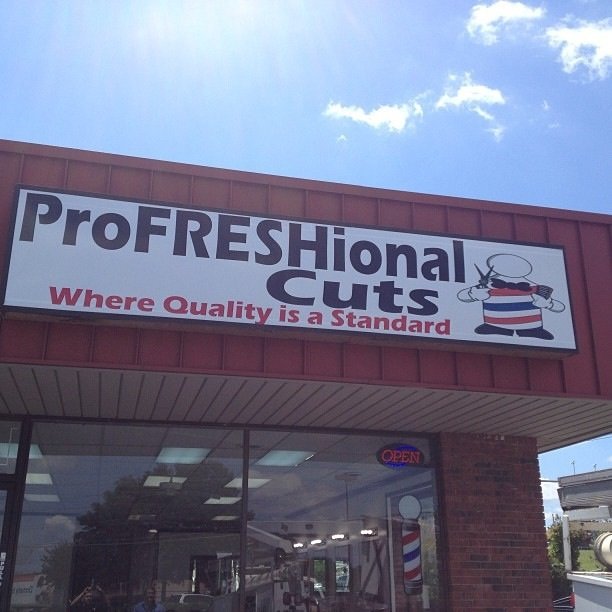 ProFRESHional
Cuts
Where Quality is a Standard
OPEN